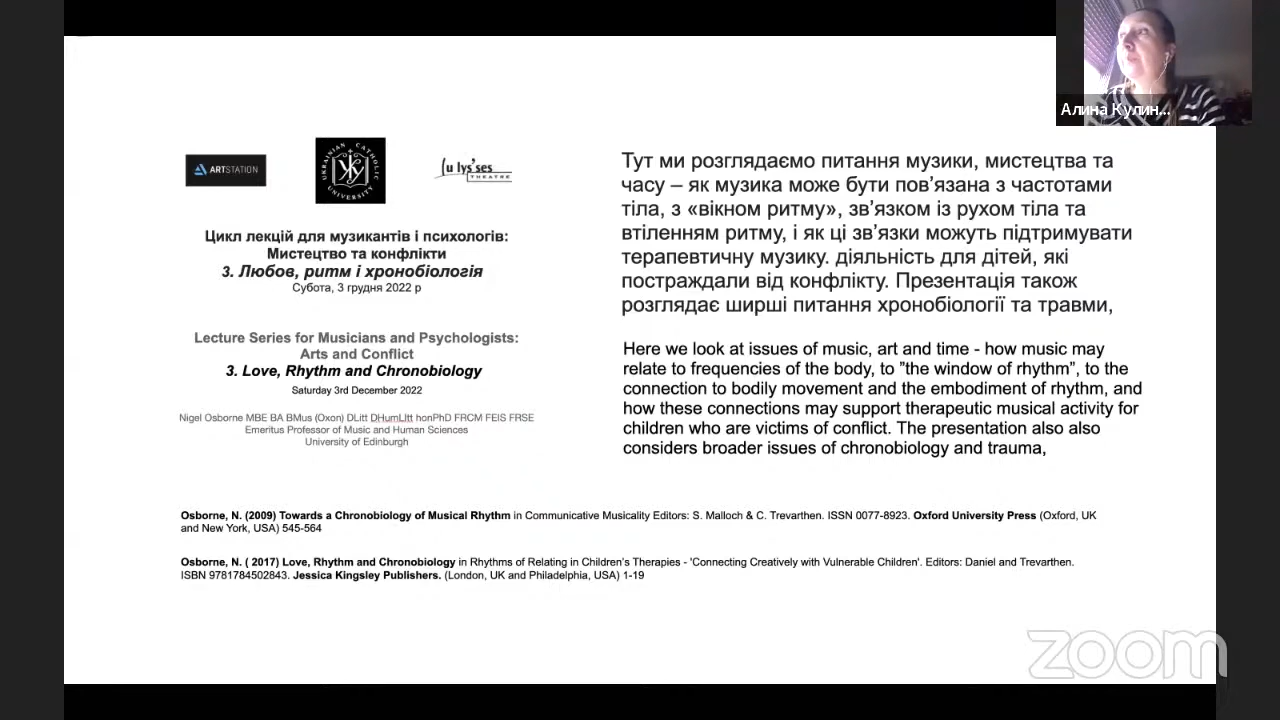 Алина Кулин...
ARTSTATION
UKRAINIAN CATHOLIC UNIVERSITY
(u lys'ses
THEATRE
Цикл лекцій для музикантів і психологів:
Мистецтво та конфлікти
3. Любов, ритм і хронобіологія
Субота, 3 грудня 2022 р
Lecture Series for Musicians and Psychologists:
Arts and Conflict
3. Love, Rhythm and Chronobiology
Saturday 3rd December 2022
Nigel Osborne MBE BA BMus (Oxon) DLitt DHumLItt honPhD FRCM FEIS FRSE
Emeritus Professor of Music and Human Sciences
University of Edinburgh
Тут ми розглядаємо питання музики, мистецтва та
часу – як музика може бути пов’язана з частотами
тіла, з «вікном ритму», зв’язком із рухом тіла та
втіленням ритму, і як ці зв’язки можуть підтримувати
терапевтичну музику. діяльність для дітей, які
постраждали від конфлікту. Презентація також
розглядає ширші питання хронобіології та травми,
Here we look at issues of music, art and time - how music may
relate to frequencies of the body, to ”the window of rhythm”, to the
connection to bodily movement and the embodiment of rhythm, and
how these connections may support therapeutic musical activity for
children who are victims of conflict. The presentation also also
considers broader issues of chronobiology and trauma,
Osborne, N. (2009) Towards a Chronobiology of Musical Rhythm in Communicative Musicality Editors: S. Malloch & C. Trevarthen. ISSN 0077-8923. Oxford University Press (Oxford, UK
and New York, USA) 545-564
Osborne, N. ( 2017) Love, Rhythm and Chronobiology in Rhythms of Relating in Children’s Therapies - 'Connecting Creatively with Vulnerable Children'. Editors: Daniel and Trevarthen.
ISBN 9781784502843. Jessica Kingsley Publishers. (London, UK and Philadelphia, USA) 1-19
zoom